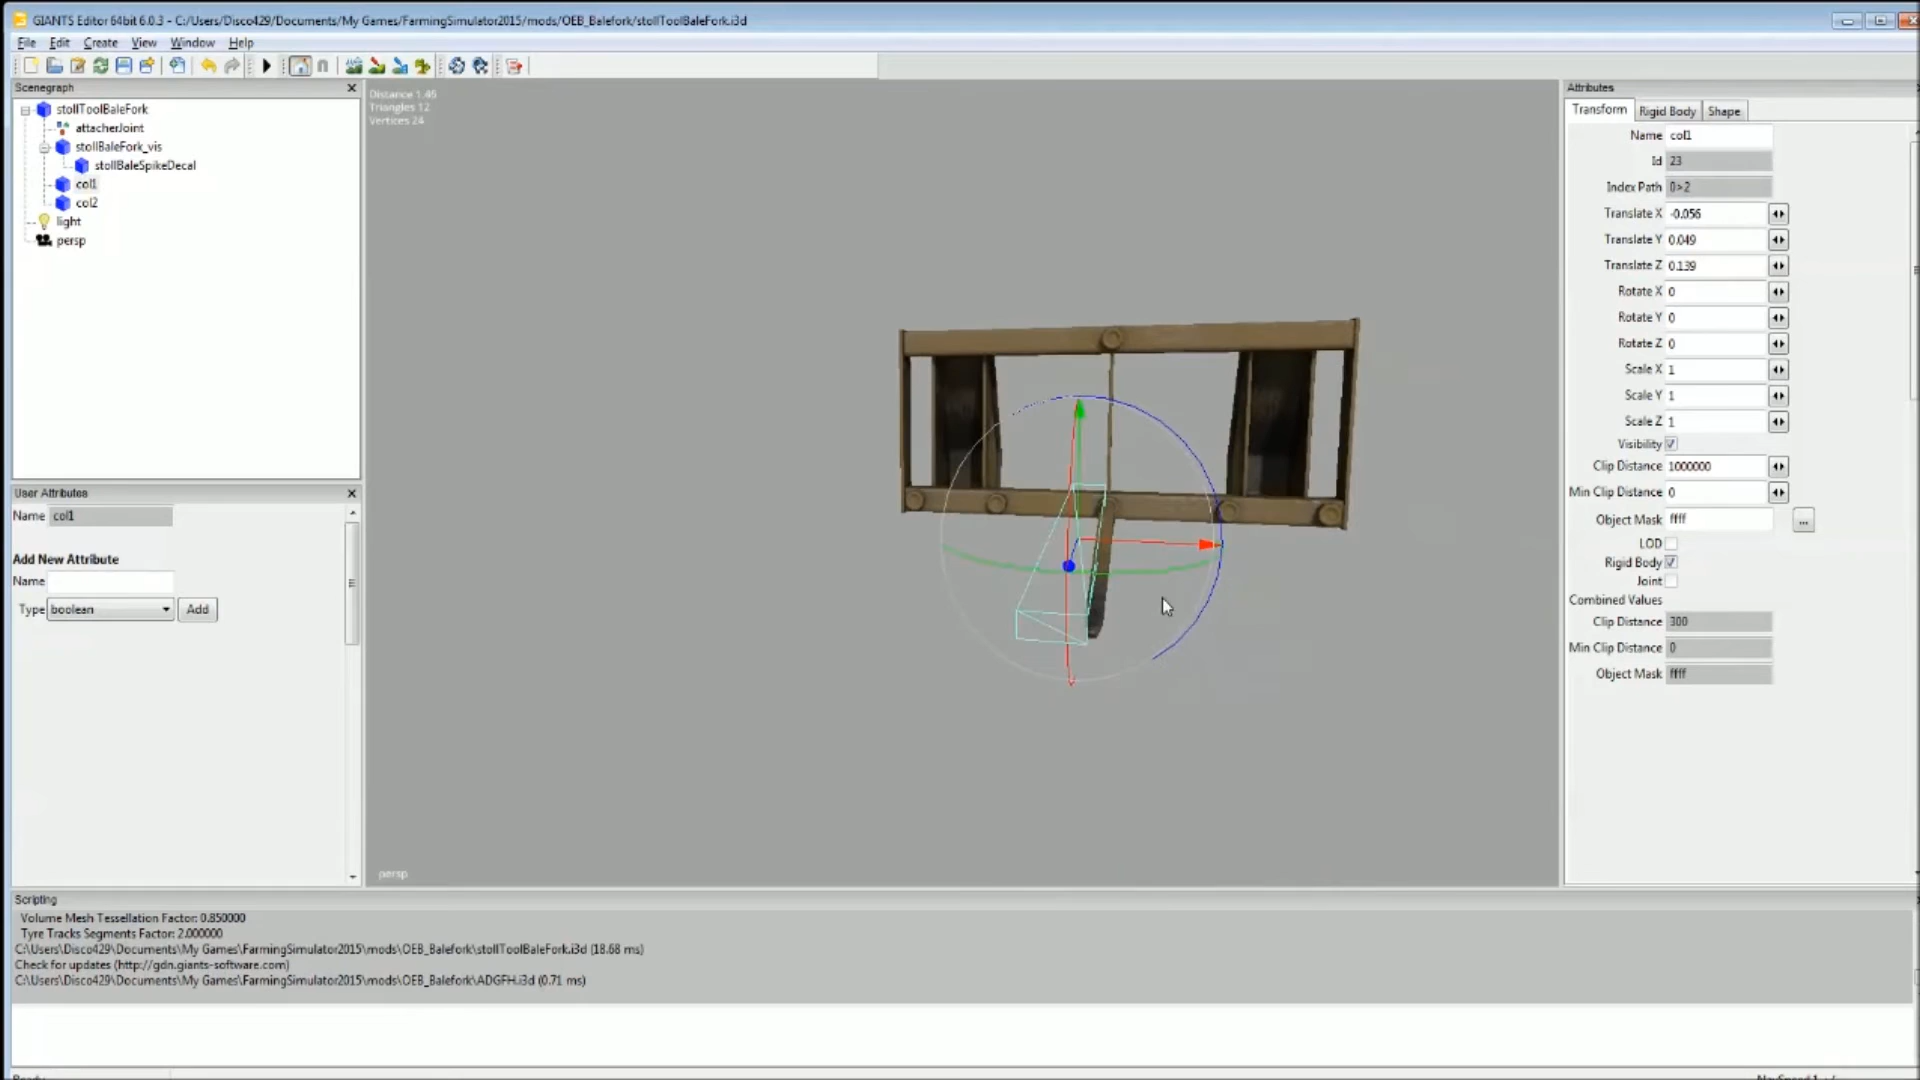 GIANTS Editor 64bit 6.0.3 - C:/Users/Disco429/Documents/My Games/FarmingSimulator2015/mods/OEB_Balefork/stollToolBaleFork.i3d
File Edit Create View Window Help
Scenegraph
stollToolBaleFork
attacherJoint
stollBaleFork_vis
stollBaleSpikeDecal
col1
col2
light
persp
User Attributes
Name col1
Add New Attribute
Name
Type boolean Add
Distance 1.45
Triangles 12
Vertices 24
persp
Attributes
Transform Rigid Body Shape
Name col1
Id 23
Index Path 0>2
Translate X -0.056
Translate Y 0.049
Translate Z 0.139
Rotate X 0
Rotate Y 0
Rotate Z 0
Scale X 1
Scale Y 1
Scale Z 1
Visibility
Clip Distance 1000000
Min Clip Distance 0
Object Mask ffff ...
LOD
Rigid Body
Joint
Combined Values
Clip Distance 300
Min Clip Distance 0
Object Mask ffff
Scripting
Volume Mesh Tessellation Factor: 0.850000
Tyre Tracks Segments Factor: 2.000000
C:\Users\Disco429\Documents\My Games\FarmingSimulator2015\mods\OEB_Balefork\stollToolBaleFork.i3d (18.68 ms)
Check for updates (http://gdn.giants-software.com)
C:\Users\Disco429\Documents\My Games\FarmingSimulator2015\mods\OEB_Balefork\ADGFH.i3d (0.71 ms)